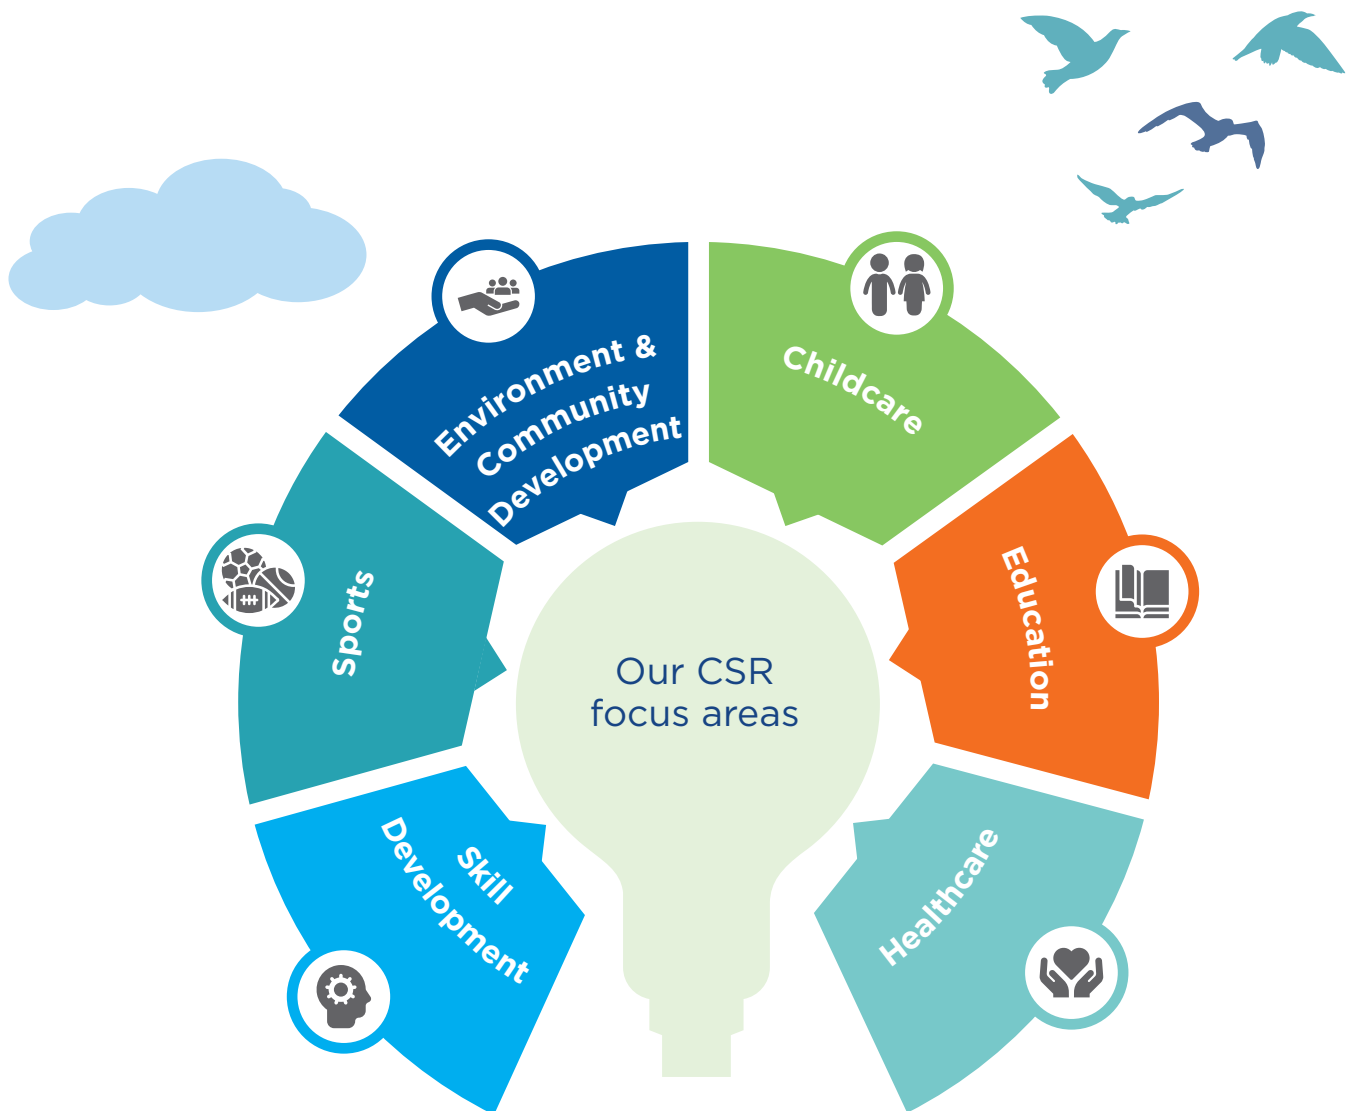 Environment &
Community
Development
Childcare
Sports
Education
Our CSR
focus areas
Skill
Development
Healthcare